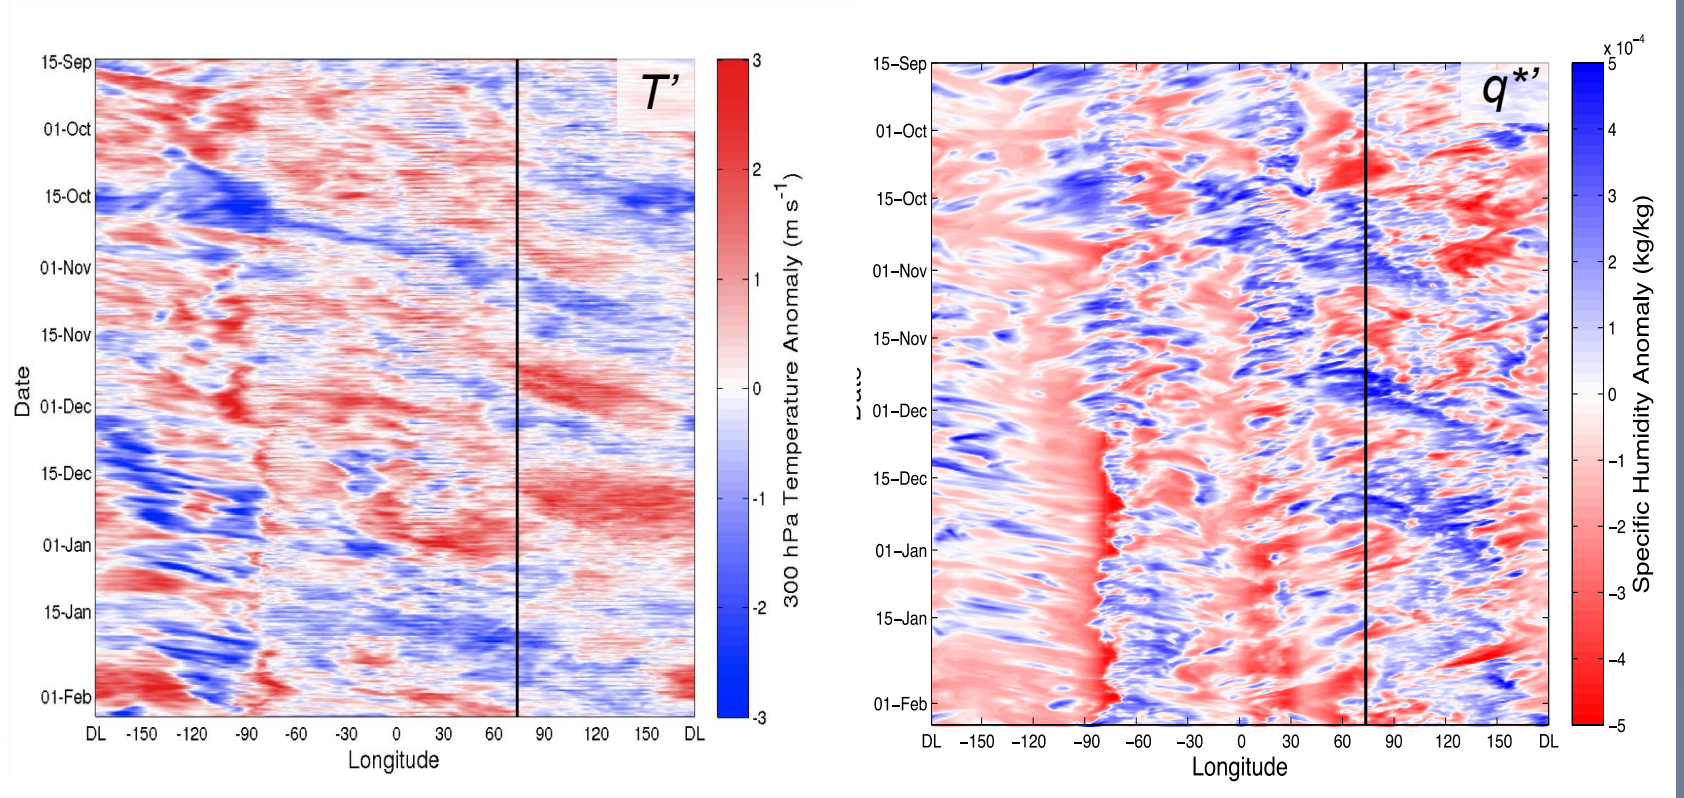 T'
15-Sep
01-Oct
15-Oct
01-Nov
15-Nov
01-Dec
15-Dec
01-Jan
15-Jan
01-Feb
Date
DL -150 -120 -90 -60 -30 0 30 60 90 120 150 DL
Longitude
3
2
1
0
-1
-2
-3
300 hPa Temperature Anomaly (m s-1)
q*'
15-Sep
01-Oct
15-Oct
01-Nov
15-Nov
01-Dec
15-Dec
01-Jan
15-Jan
01-Feb
Date
DL -150 -120 -90 -60 -30 0 30 60 90 120 150 DL
Longitude
x 10-4
5
4
3
2
1
0
-1
-2
-3
-4
-5
Specific Humidity Anomaly (kg/kg)